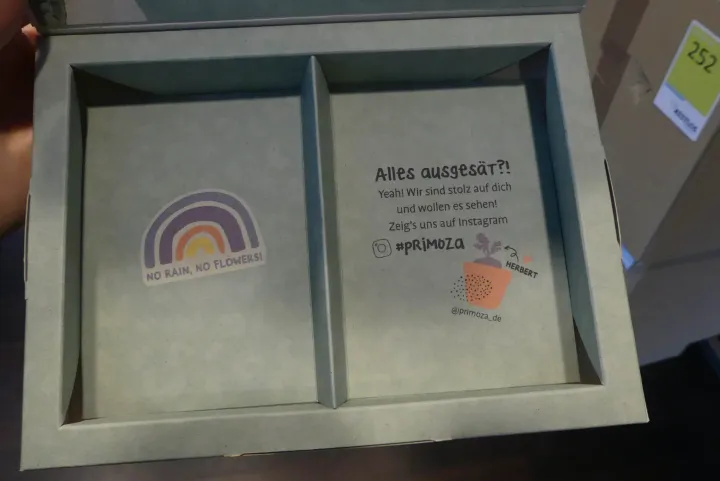 NO RAIN, NO FLOWERS!
Alles ausgesät?!
Yeah! Wir sind stolz auf dich
und wollen es sehen!
Zeig's uns auf Instagram
#PRiMOZA
HERBERT
@primoza_de
252